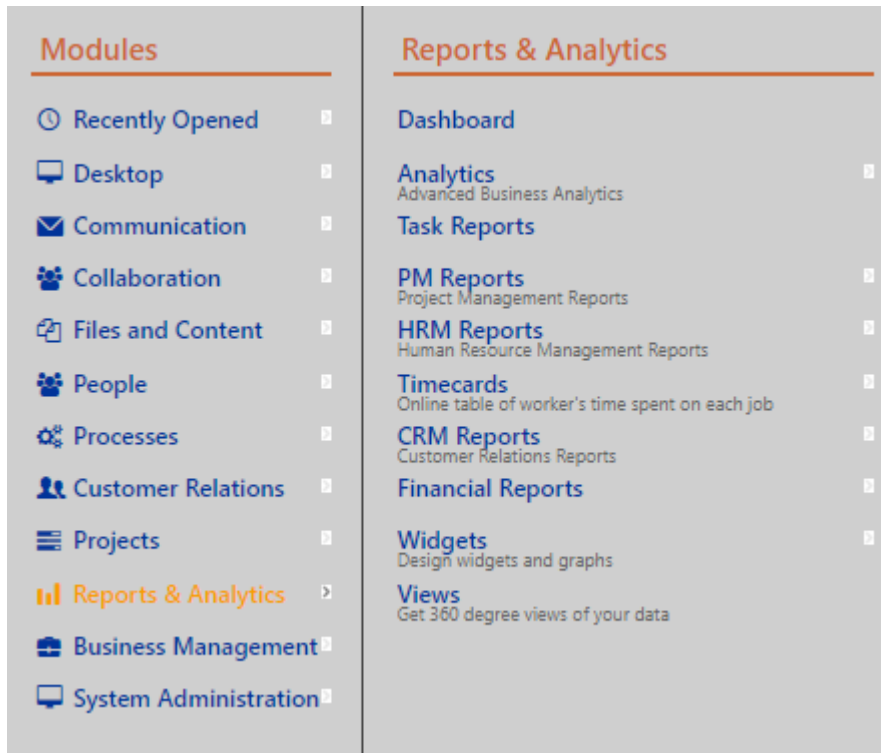 Modules
Recently Opened
Desktop
Communication
Collaboration
Files and Content
People
Processes
Customer Relations
Projects
Reports & Analytics
Business Management
System Administration
Reports & Analytics
Dashboard
Analytics
Advanced Business Analytics
Task Reports
PM Reports
Project Management Reports
HRM Reports
Human Resource Management Reports
Timecards
Online table of worker's time spent on each job
CRM Reports
Customer Relations Reports
Financial Reports
Widgets
Design widgets and graphs
Views
Get 360 degree views of your data